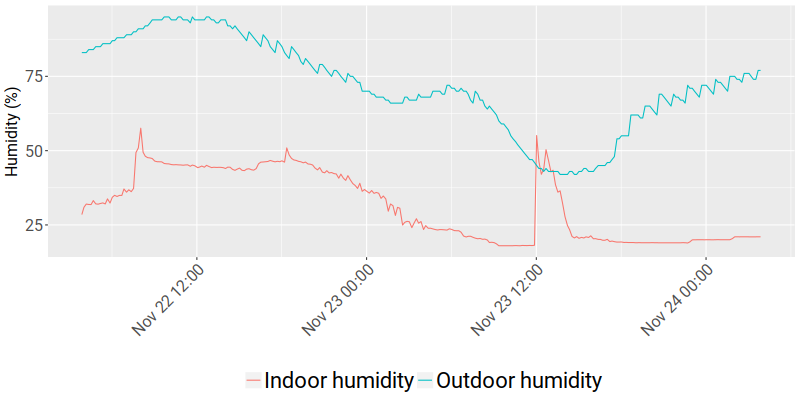 Humidity (%)
75
50
25
Nov 22 12:00
Nov 23 00:00
Nov 23 12:00
Nov 24 00:00
Indoor humidity Outdoor humidity